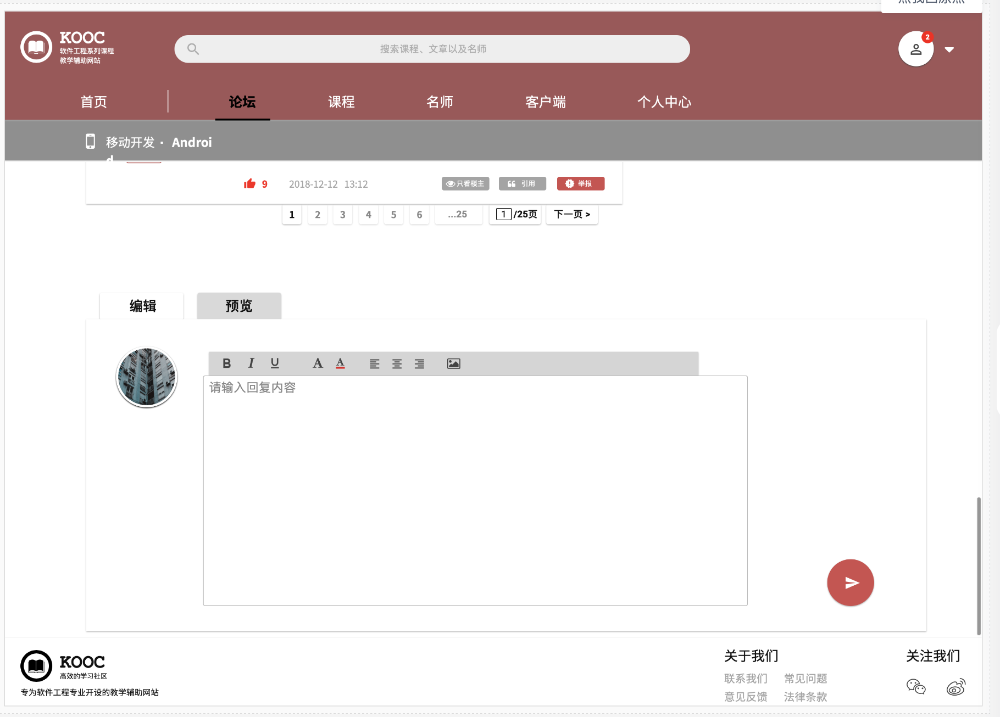 点我回原点
KOOC
软件工程系列课程
教学辅助网站
搜索课程、文章以及名师
2
首页
论坛
课程
名师
客户端
个人中心
移动开发 · Androi
d
9
2018-12-12 13:12
只看楼主
引用
举报
1
2
3
4
5
6
...25
1/25页
下一页 >
编辑
预览
B I U A A
请输入回复内容
KOOC
高效的学习社区
专为软件工程专业开设的教学辅助网站
关于我们
联系我们
常见问题
意见反馈
法律条款
关注我们